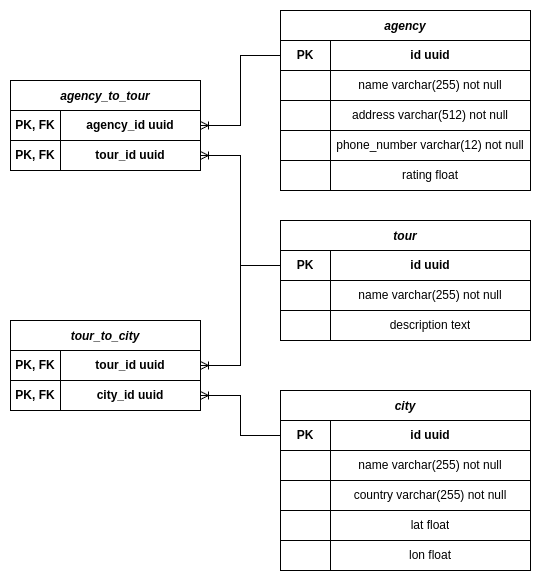 agency
PK id uuid
name varchar(255) not null
address varchar(512) not null
phone_number varchar(12) not null
rating float
agency_to_tour
PK, FK agency_id uuid
PK, FK tour_id uuid
tour
PK id uuid
name varchar(255) not null
description text
tour_to_city
PK, FK tour_id uuid
PK, FK city_id uuid
city
PK id uuid
name varchar(255) not null
country varchar(255) not null
lat float
lon float